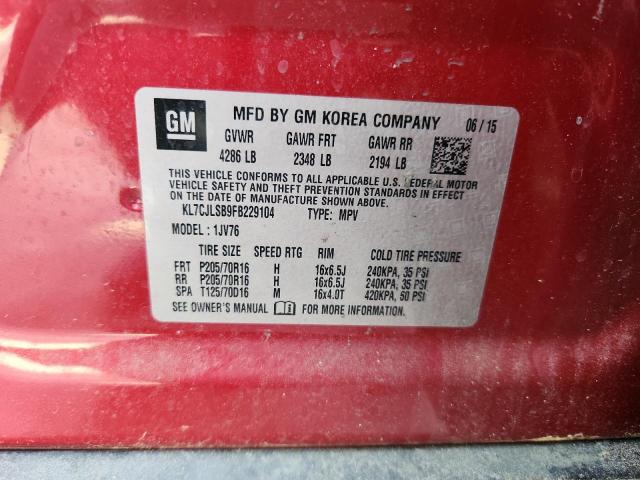 GM MFD BY GM KOREA COMPANY 06 / 15
GVWR GAWR FRT GAWR RR
4286 LB 2348 LB 2194 LB
THIS VEHICLE CONFORMS TO ALL APPLICABLE U.S. FEDERAL MOTOR
VEHICLE SAFETY AND THEFT PREVENTION STANDARDS IN EFFECT
ON THE DATE OF MANUFACTURE SHOWN ABOVE.
KL7CJLSB9FB229104 TYPE: MPV
MODEL : 1JV76
TIRE SIZE SPEED RTG RIM COLD TIRE PRESSURE
FRT P205/70R16 H 16x6.5J 240KPA, 35 PSI
RR P205/70R16 H 16x6.5J 240KPA, 35 PSI
SPA T125/70D16 M 16x4.0T 420KPA, 60 PSI
SEE OWNER'S MANUAL FOR MORE INFORMATION.